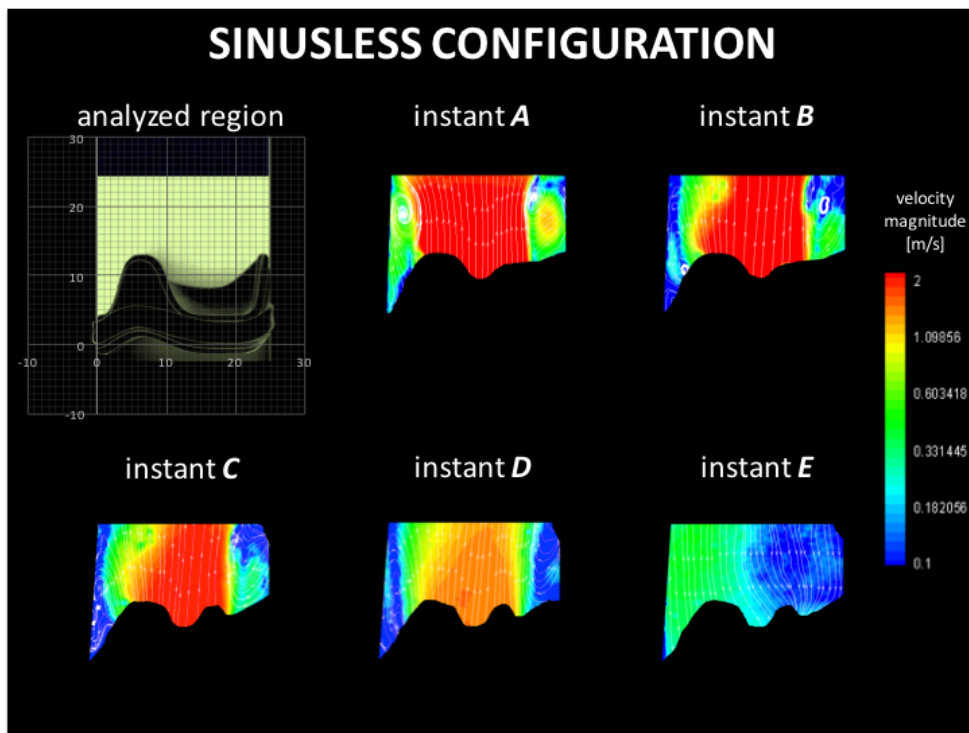 SINUSLESS CONFIGURATION
analyzed region
instant A
instant B
30
20
10
0
-10
-10
0
10
20
30
velocity
magnitude
[m/s]
2
1.09856
0.603418
0.331445
0.182056
0.1
instant C
instant D
instant E